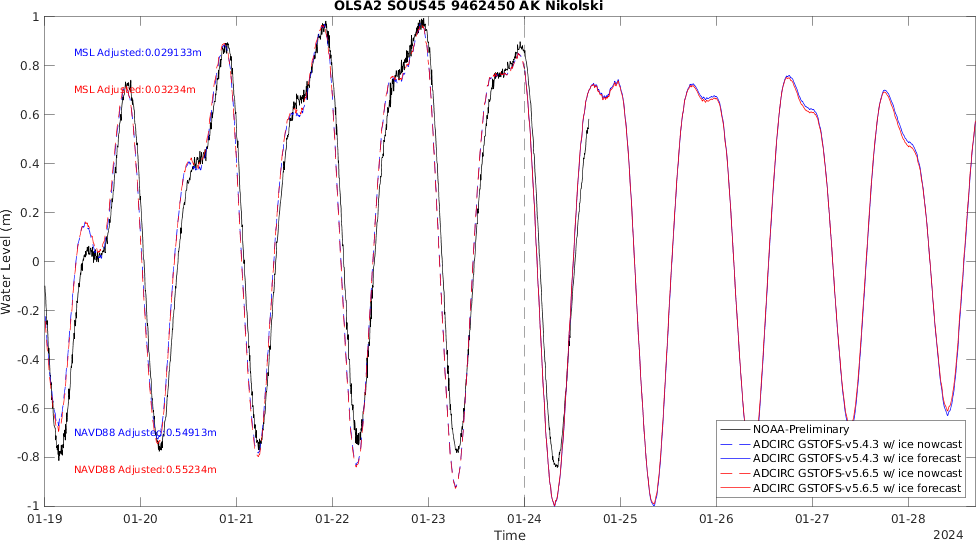 OLSA2 SOUS45 9462450 AK Nikolski
1
0.8
0.6
0.4
0.2
0
-0.2
-0.4
-0.6
-0.8
-1
Water Level (m)
MSL Adjusted:0.029133m
MSL Adjusted:0.03234m
NAVD88 Adjusted:0.54913m
NAVD88 Adjusted:0.55234m
NOAA-Preliminary
ADCIRC GSTOFS-v5.4.3 w/ ice nowcast
ADCIRC GSTOFS-v5.4.3 w/ ice forecast
ADCIRC GSTOFS-v5.6.5 w/ ice nowcast
ADCIRC GSTOFS-v5.6.5 w/ ice forecast
01-19 01-20 01-21 01-22 01-23 01-24 01-25 01-26 01-27 01-28
Time
2024